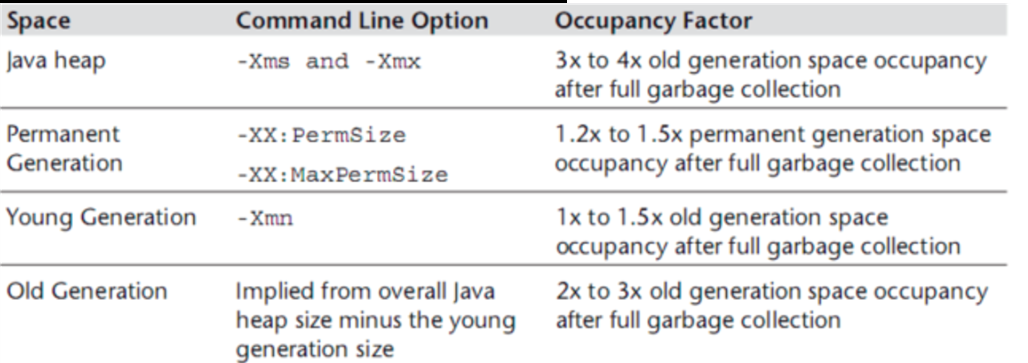 Space Command Line Option Occupancy Factor
Java heap -Xms and -Xmx 3x to 4x old generation space occupancy
after full garbage collection
Permanent -XX:PermSize 1.2x to 1.5x permanent generation space
Generation -XX:MaxPermSize occupancy after full garbage collection
Young Generation -Xmn 1x to 1.5x old generation space
occupancy after full garbage collection
Old Generation Implied from overall Java 2x to 3x old generation space occupancy
heap size minus the young after full garbage collection
generation size